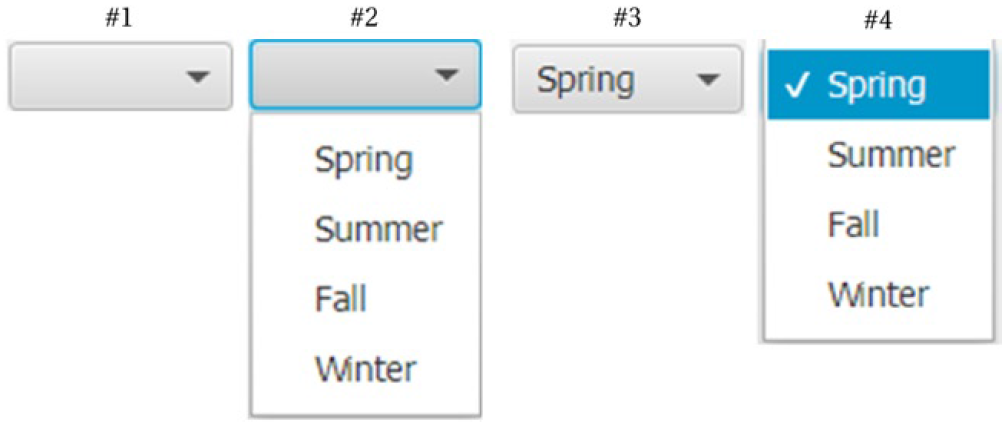 #1
#2
#3
#4
Spring
Summer
Fall
Winter
Spring
✓ Spring
Summer
Fall
Winter